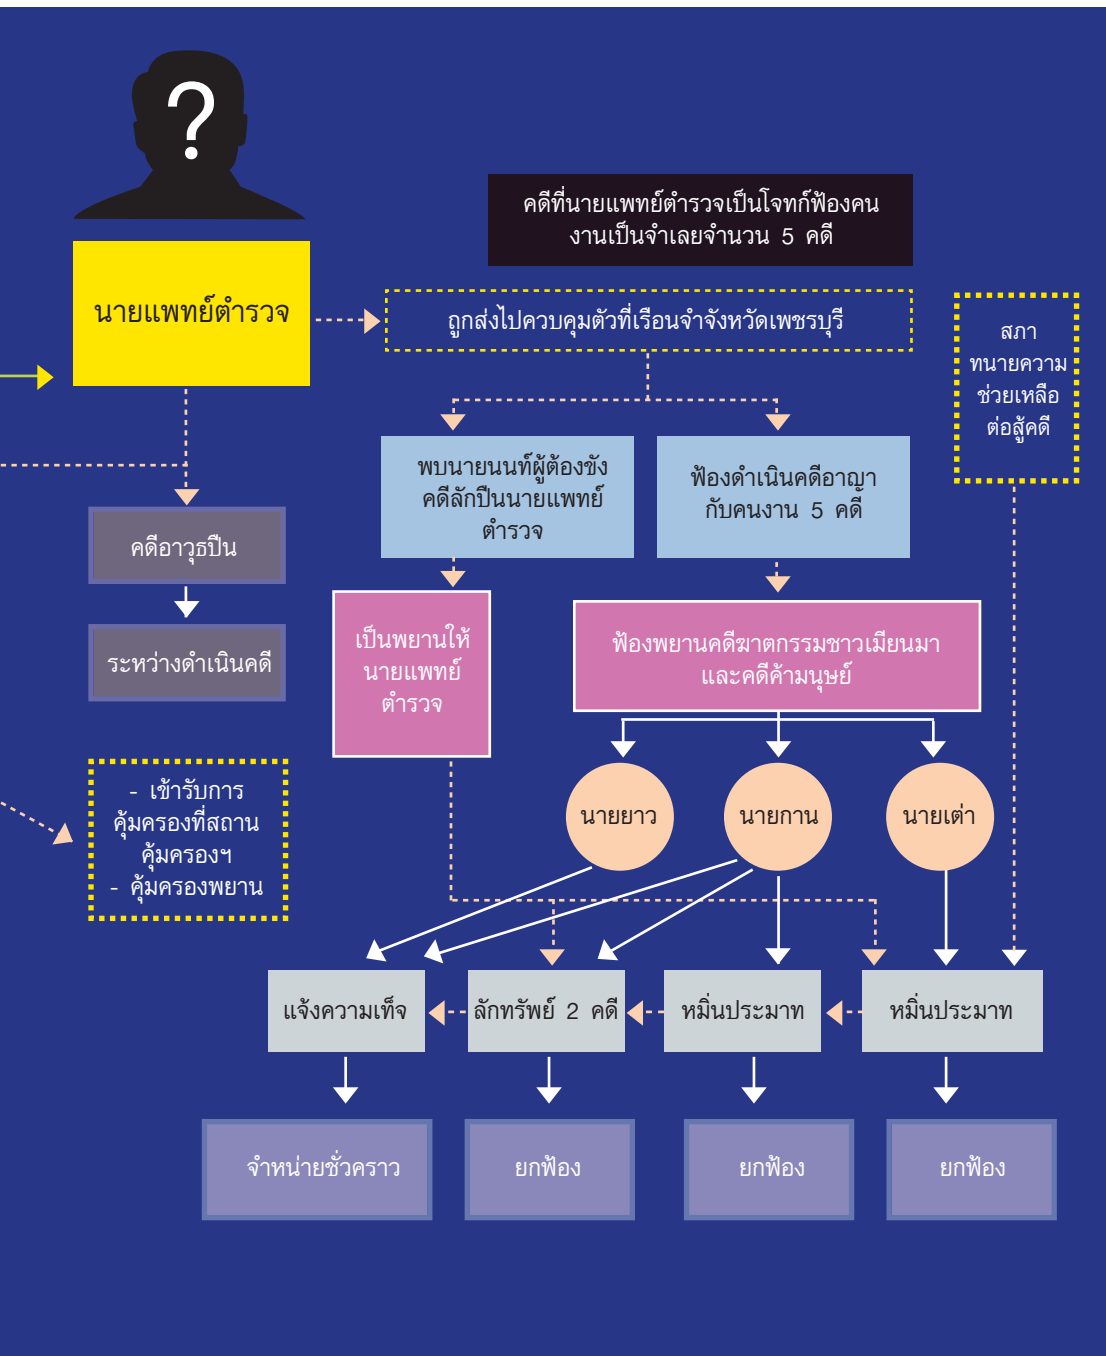 ?
คดีที่นายแพทย์ตำรวจเป็นโจทก์ฟ้องคน
งานเป็นจำเลยจำนวน 5 คดี
นายแพทย์ตำรวจ
ถูกส่งไปควบคุมตัวที่เรือนจำจังหวัดเพชรบุรี
สภา
ทนายความ
ช่วยเหลือ
ต่อสู้คดี
พบนายนนท์ผู้ต้องขัง
คดีลักปืนนายแพทย์
ตำรวจ
ฟ้องดำเนินคดีอาญา
กับคนงาน 5 คดี
คดีอาวุธปืน
ระหว่างดำเนินคดี
เป็นพยานให้
นายแพทย์
ตำรวจ
ฟ้องพยานคดีฆาตกรรมชาวเมียนมา
และคดีค้ามนุษย์
- เข้ารับการ
คุ้มครองที่สถาน
คุ้มครองฯ
- คุ้มครองพยาน
นายยาว
นายกาน
นายเต่า
แจ้งความเท็จ
ลักทรัพย์ 2 คดี
หมิ่นประมาท
หมิ่นประมาท
จำหน่ายชั่วคราว
ยกฟ้อง
ยกฟ้อง
ยกฟ้อง